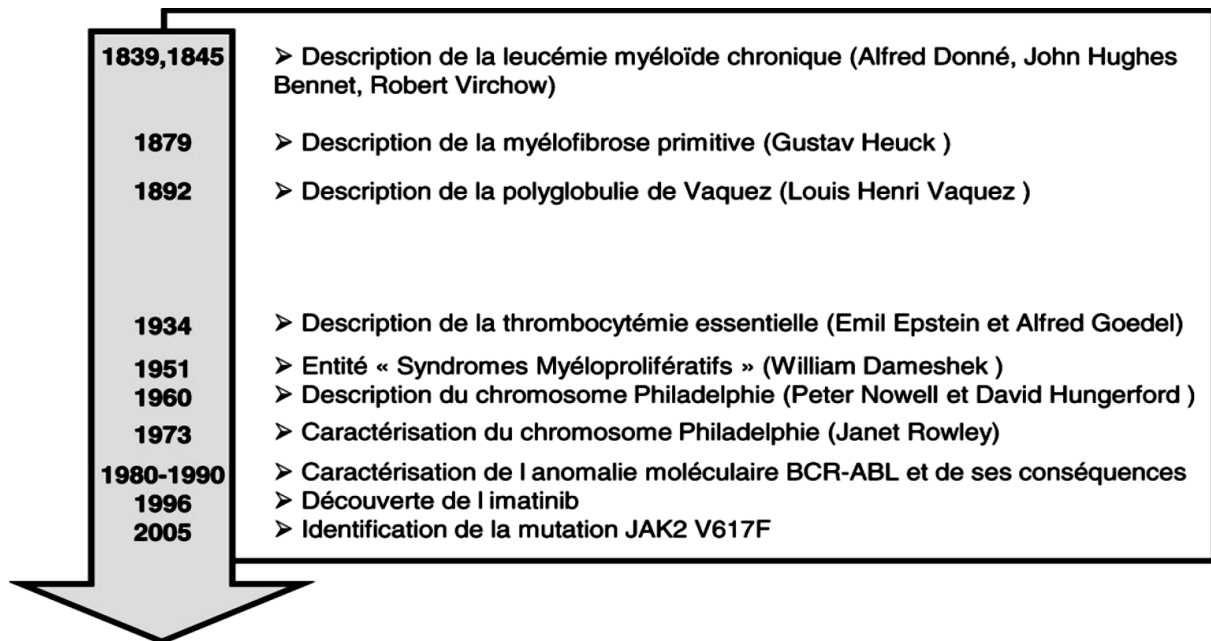 1839,1845 ➢ Description de la leucémie myéloïde chronique (Alfred Donné, John Hughes
Bennet, Robert Virchow)
1879 ➢ Description de la myélofibrose primitive (Gustav Heuck )
1892 ➢ Description de la polyglobulie de Vaquez (Louis Henri Vaquez )
1934 ➢ Description de la thrombocytémie essentielle (Emil Epstein et Alfred Goedel)
1951 ➢ Entité « Syndromes Myéloprolifératifs » (William Dameshek )
1960 ➢ Description du chromosome Philadelphie (Peter Nowell et David Hungerford )
1973 ➢ Caractérisation du chromosome Philadelphie (Janet Rowley)
1980-1990 ➢ Caractérisation de l anomalie moléculaire BCR-ABL et de ses conséquences
1996 ➢ Découverte de l imatinib
2005 ➢ Identification de la mutation JAK2 V617F